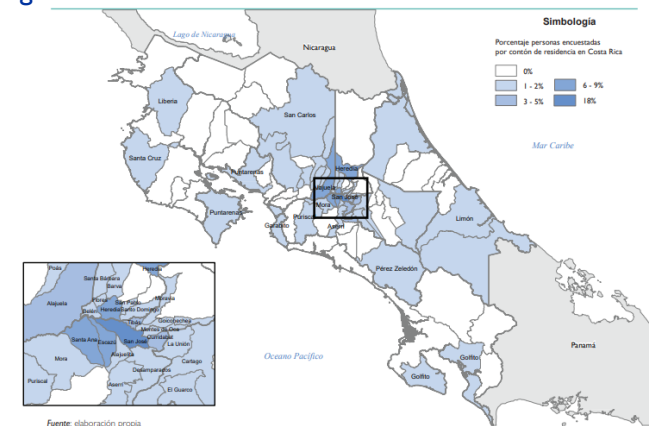 Simbología
Porcentaje personas encuestadas
por contón de residencia en Costa Rica
0%
1 - 2%
3 - 5%
6 - 9%
18%
Lago de Nicaragua
Nicaragua
Mar Caribe
Liberia
San Carlos
Santa Cruz
Puntarenas
Heredia
Alajuela
San José
Mora
Puntarenas
Garabito
Puriscal
Aserrí
Limón
Pérez Zeledón
Océano Pacífico
Golfito
Golfito
Panamá
Poás
Santa Bárbara
Barva
Heredia
Alajuela
Flores
San Pablo
Moravia
Belén
Heredia
Santo Domingo
Tibás
Goicoechea
Montes de Oca
Santa Ana
Escazú
San José
Curridabat
La Unión
Alajuelita
Mora
Desamparados
Cartago
Puriscal
Aserrí
El Guarco
Fuente: elaboración propia